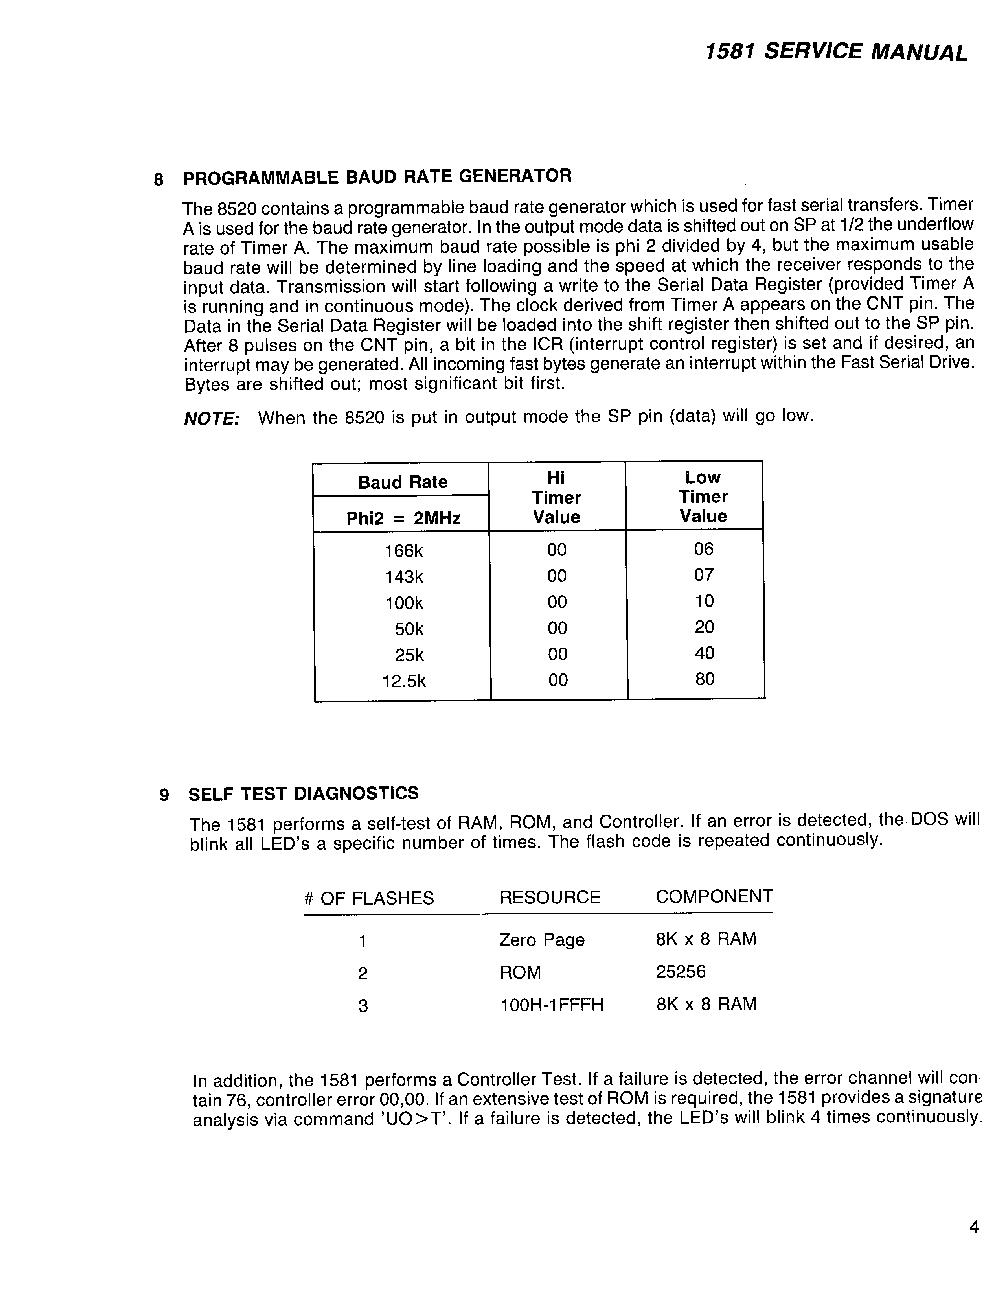 1581 SERVICE MANUAL
8 PROGRAMMABLE BAUD RATE GENERATOR
The 8520 contains a programmable baud rate generator which is used for fast serial transfers. Timer
A is used for the baud rate generator. In the output mode data is shifted out on SP at 1/2 the underflow
rate of Timer A. The maximum baud rate possible is phi 2 divided by 4, but the maximum usable
baud rate will be determined by line loading and the speed at which the receiver responds to the
input data. Transmission will start following a write to the Serial Data Register (provided Timer A
is running and in continuous mode). The clock derived from Timer A appears on the CNT pin. The
Data in the Serial Data Register will be loaded into the shift register then shifted out to the SP pin.
After 8 pulses on the CNT pin, a bit in the ICR (interrupt control register) is set and if desired, an
interrupt may be generated. All incoming fast bytes generate an interrupt within the Fast Serial Drive.
Bytes are shifted out; most significant bit first.
NOTE: When the 8520 is put in output mode the SP pin (data) will go low.
Baud Rate Hi Low
Timer Timer
Phi2 = 2MHz Value Value
166k 00 06
143k 00 07
100k 00 10
50k 00 20
25k 00 40
12.5k 00 80
9 SELF TEST DIAGNOSTICS
The 1581 performs a self-test of RAM, ROM, and Controller. If an error is detected, the DOS will
blink all LED's a specific number of times. The flash code is repeated continuously.
# OF FLASHES RESOURCE COMPONENT
1 Zero Page 8K x 8 RAM
2 ROM 25256
3 100H-1FFFH 8K x 8 RAM
In addition, the 1581 performs a Controller Test. If a failure is detected, the error channel will con-
tain 76, controller error 00,00. If an extensive test of ROM is required, the 1581 provides a signature
analysis via command 'UO>T'. If a failure is detected, the LED's will blink 4 times continuously.
4